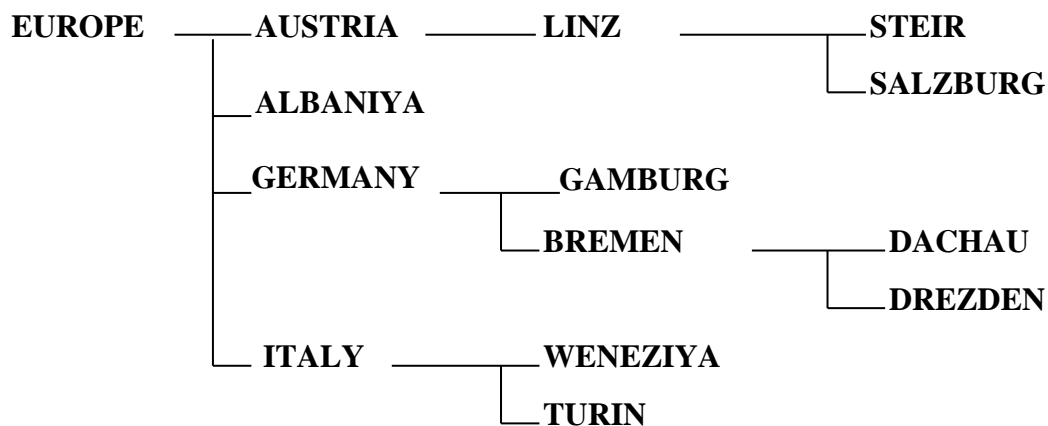 EUROPE AUSTRIA LINZ STEIR
SALZBURG
ALBANIYA
GERMANY GAMBURG
BREMEN DACHAU
DREZDEN
ITALY WENEZIYA
TURIN